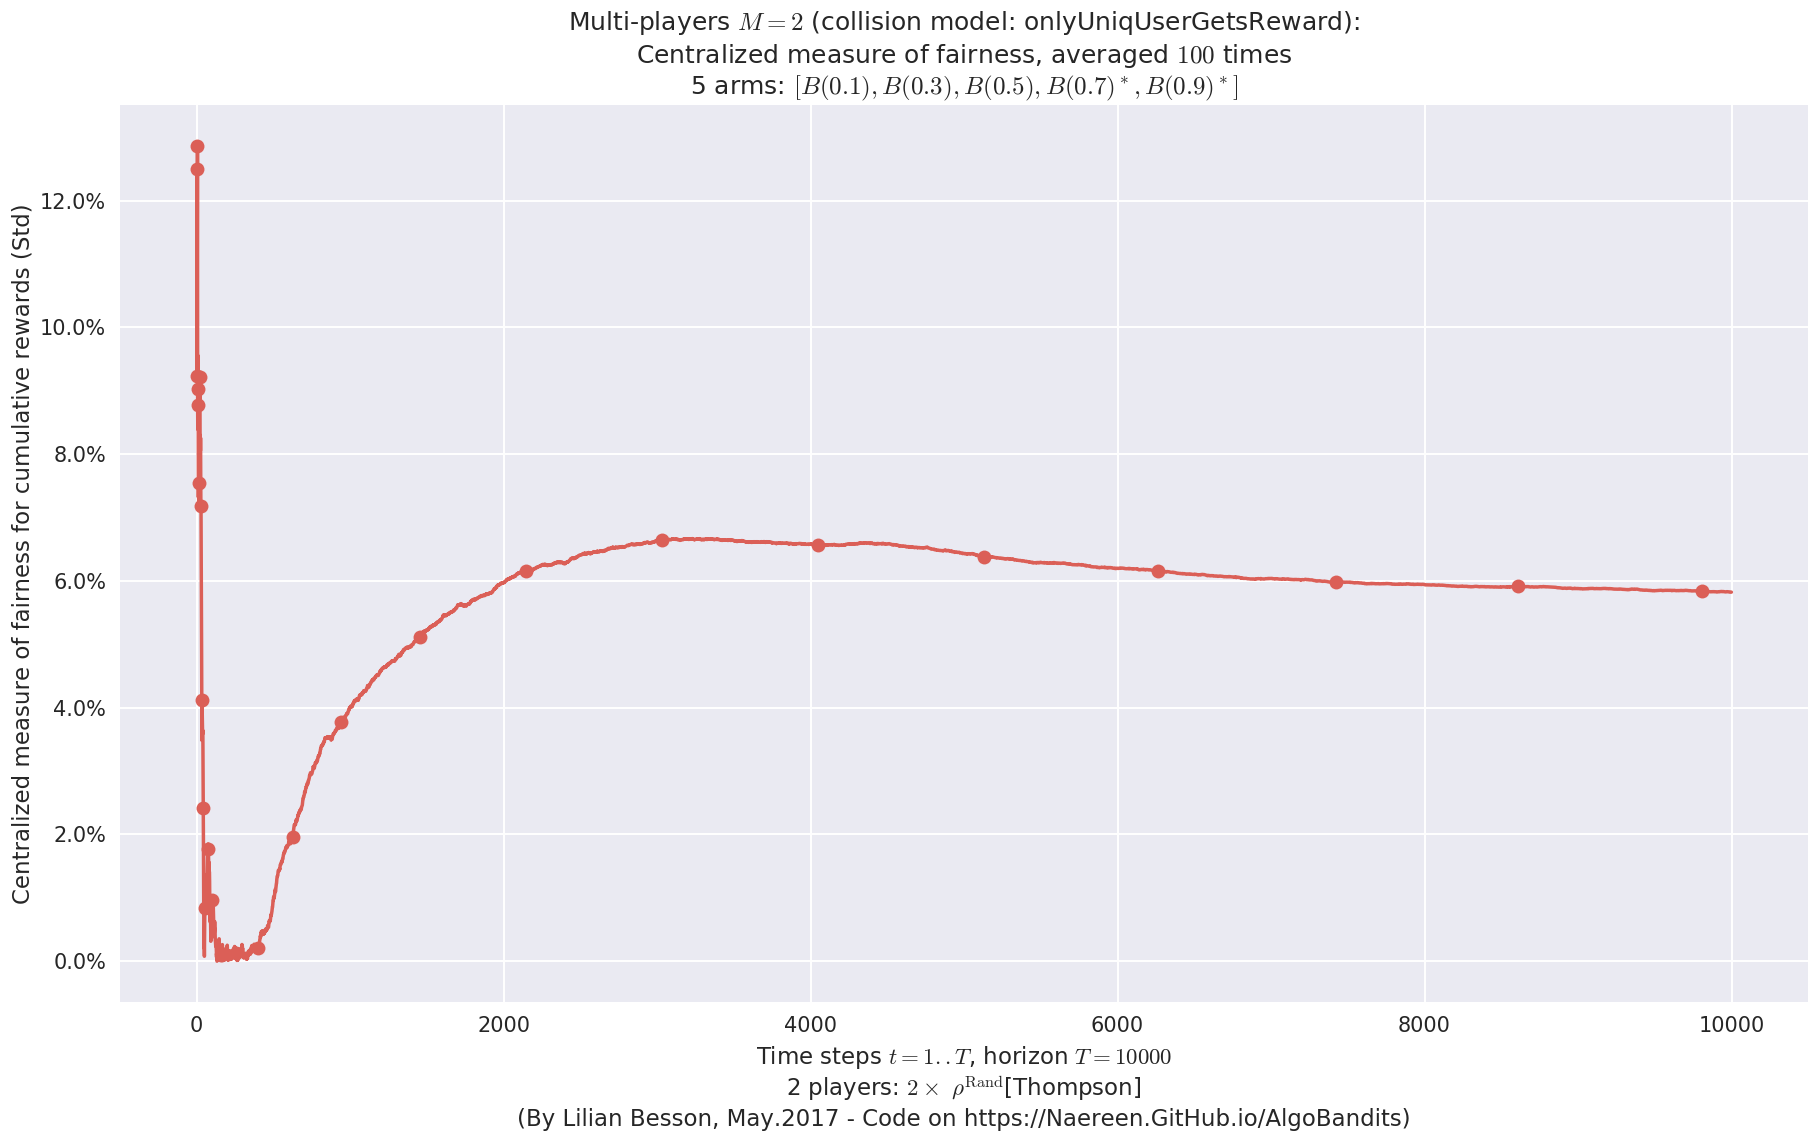 Multi-players M = 2 (collision model: onlyUniqUserGetsReward):
Centralized measure of fairness, averaged 100 times
5 arms: [B(0.1), B(0.3), B(0.5), B(0.7)*, B(0.9)*]
Centralized measure of fairness for cumulative rewards (Std)
12.0%
10.0%
8.0%
6.0%
4.0%
2.0%
0.0%
0 2000 4000 6000 8000 10000
Time steps t = 1..T, horizon T = 10000
2 players: 2 × ρ^Rand[Thompson]
(By Lilian Besson, May.2017 - Code on https://Naereen.GitHub.io/AlgoBandits)